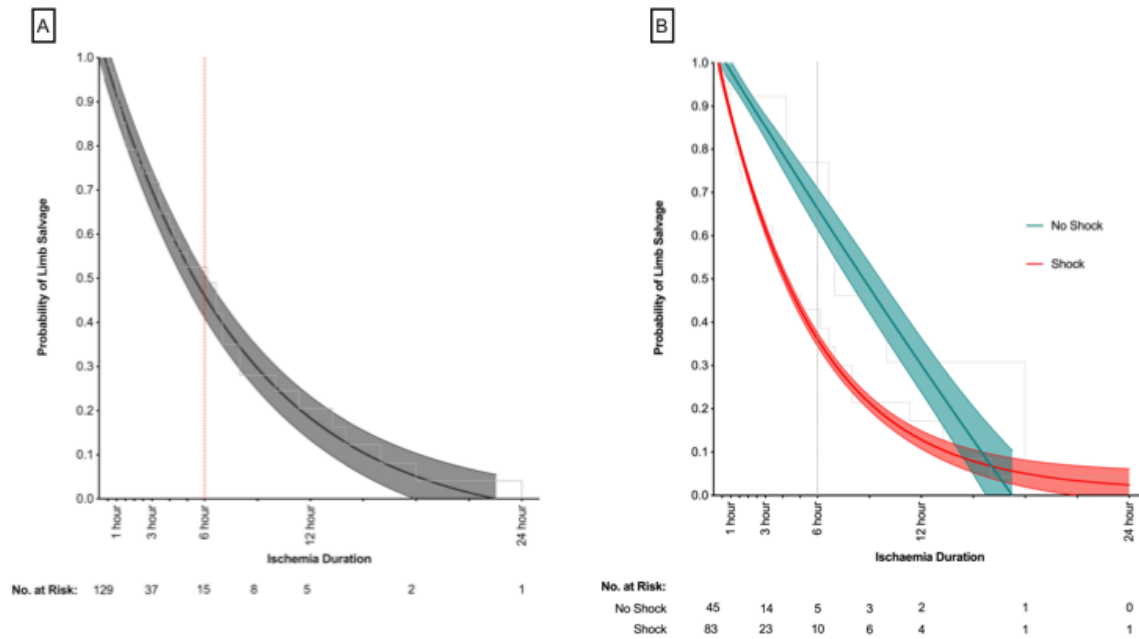 A
Probability of Limb Salvage
1.0
0.9
0.8
0.7
0.6
0.5
0.4
0.3
0.2
0.1
0.0
1 hour
3 hour
6 hour
12 hour
24 hour
Ischemia Duration
No. at Risk: 129 37 15 8 5 2 1
B
Probability of Limb Salvage
1.0
0.9
0.8
0.7
0.6
0.5
0.4
0.3
0.2
0.1
0.0
No Shock
Shock
1 hour
3 hour
6 hour
12 hour
24 hour
Ischaemia Duration
No. at Risk:
No Shock 45 14 5 3 2 1 0
Shock 83 23 10 6 4 1 1